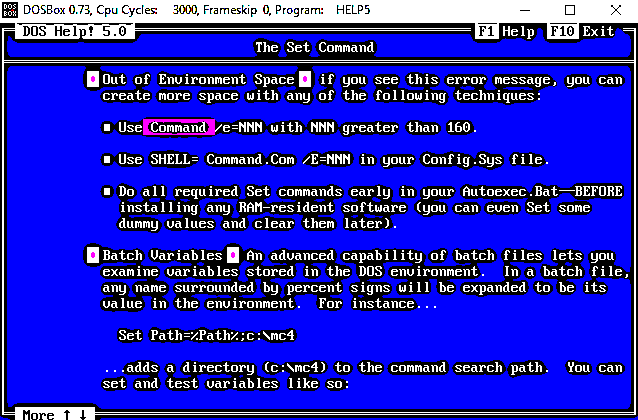 DOSBox 0.73, Cpu Cycles: 3000, Frameskip 0, Program: HELP5
DOS Help! 5.0 F1 Help F10 Exit
The Set Command
Out of Environment Space if you see this error message, you can
create more space with any of the following techniques:
Use Command /e=NNN with NNN greater than 160.
Use SHELL= Command.Com /E=NNN in your Config.Sys file.
Do all required Set commands early in your Autoexec.Bat──BEFORE
installing any RAM-resident software (you can even Set some
dummy values and clear them later).
Batch Variables An advanced capability of batch files lets you
examine variables stored in the DOS environment. In a batch file,
any name surrounded by percent signs will be expanded to be its
value in the environment. For instance...
Set Path=%Path%;c:\mc4
...adds a directory (c:\mc4) to the command search path. You can
set and test variables like so:
More ↑ ↓